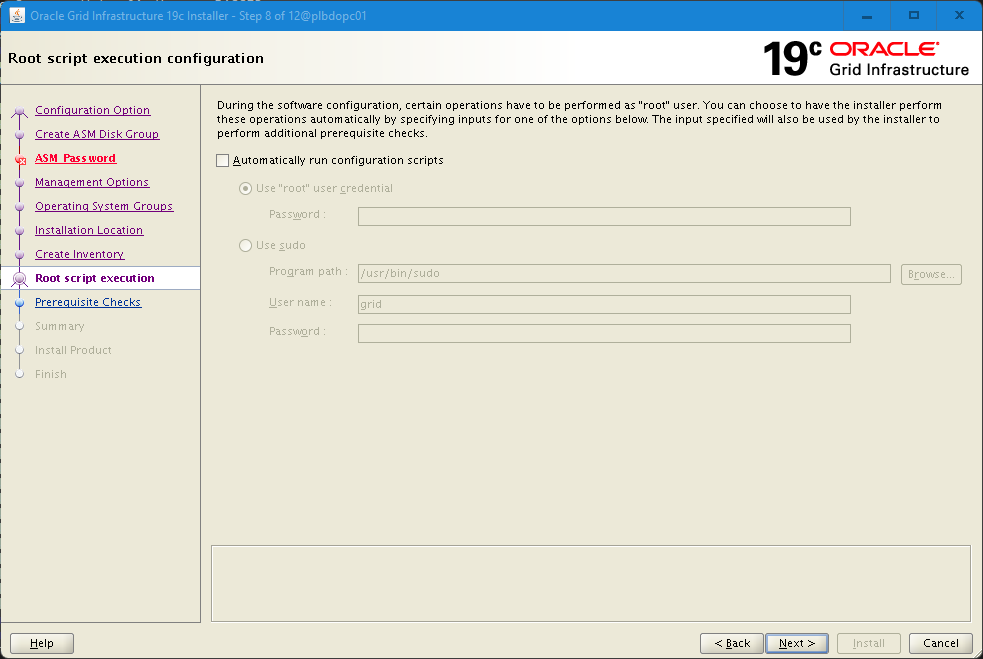 Oracle Grid Infrastructure 19c Installer - Step 8 of 12@plbdopc01
Root script execution configuration
19c ORACLE
Grid Infrastructure
Configuration Option
Create ASM Disk Group
ASM Password
Management Options
Operating System Groups
Installation Location
Create Inventory
Root script execution
Prerequisite Checks
Summary
Install Product
Finish
During the software configuration, certain operations have to be performed as "root" user. You can choose to have the installer perform
these operations automatically by specifying inputs for one of the options below. The input specified will also be used by the installer to
perform additional prerequisite checks.
Automatically run configuration scripts
Use "root" user credential
Password :
Use sudo
Program path : /usr/bin/sudo Browse...
User name : grid
Password :
Help < Back Next > Install Cancel